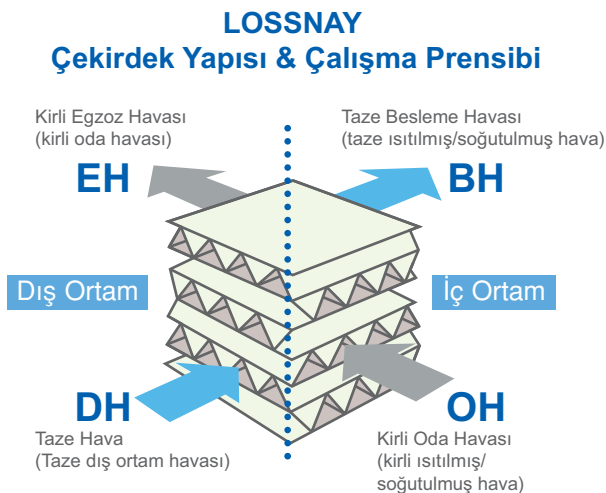 LOSSNAY
Çekirdek Yapısı & Çalışma Prensibi
Kirli Egzoz Havası
(kirli oda havası)
EH
Taze Besleme Havası
(taze ısıtılmış/soğutulmuş hava)
BH
Dış Ortam
İç Ortam
DH
Taze Hava
(Taze dış ortam havası)
OH
Kirli Oda Havası
(kirli ısıtılmış/
soğutulmuş hava)